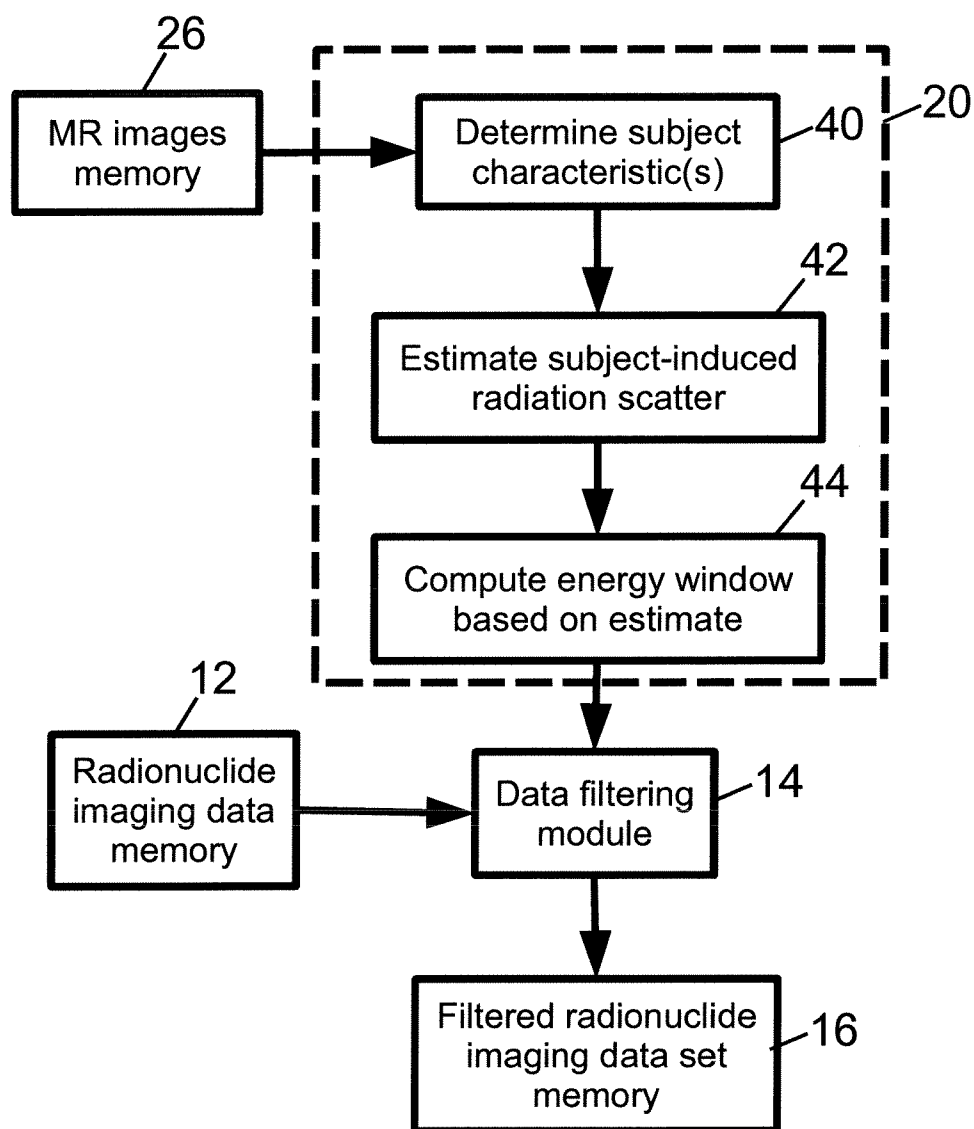 26
MR images
memory
20
Determine subject
characteristic(s)
40
42
Estimate subject-induced
radiation scatter
44
Compute energy window
based on estimate
12
Radionuclide
imaging data
memory
Data filtering
module
14
Filtered radionuclide
imaging data set
memory
16